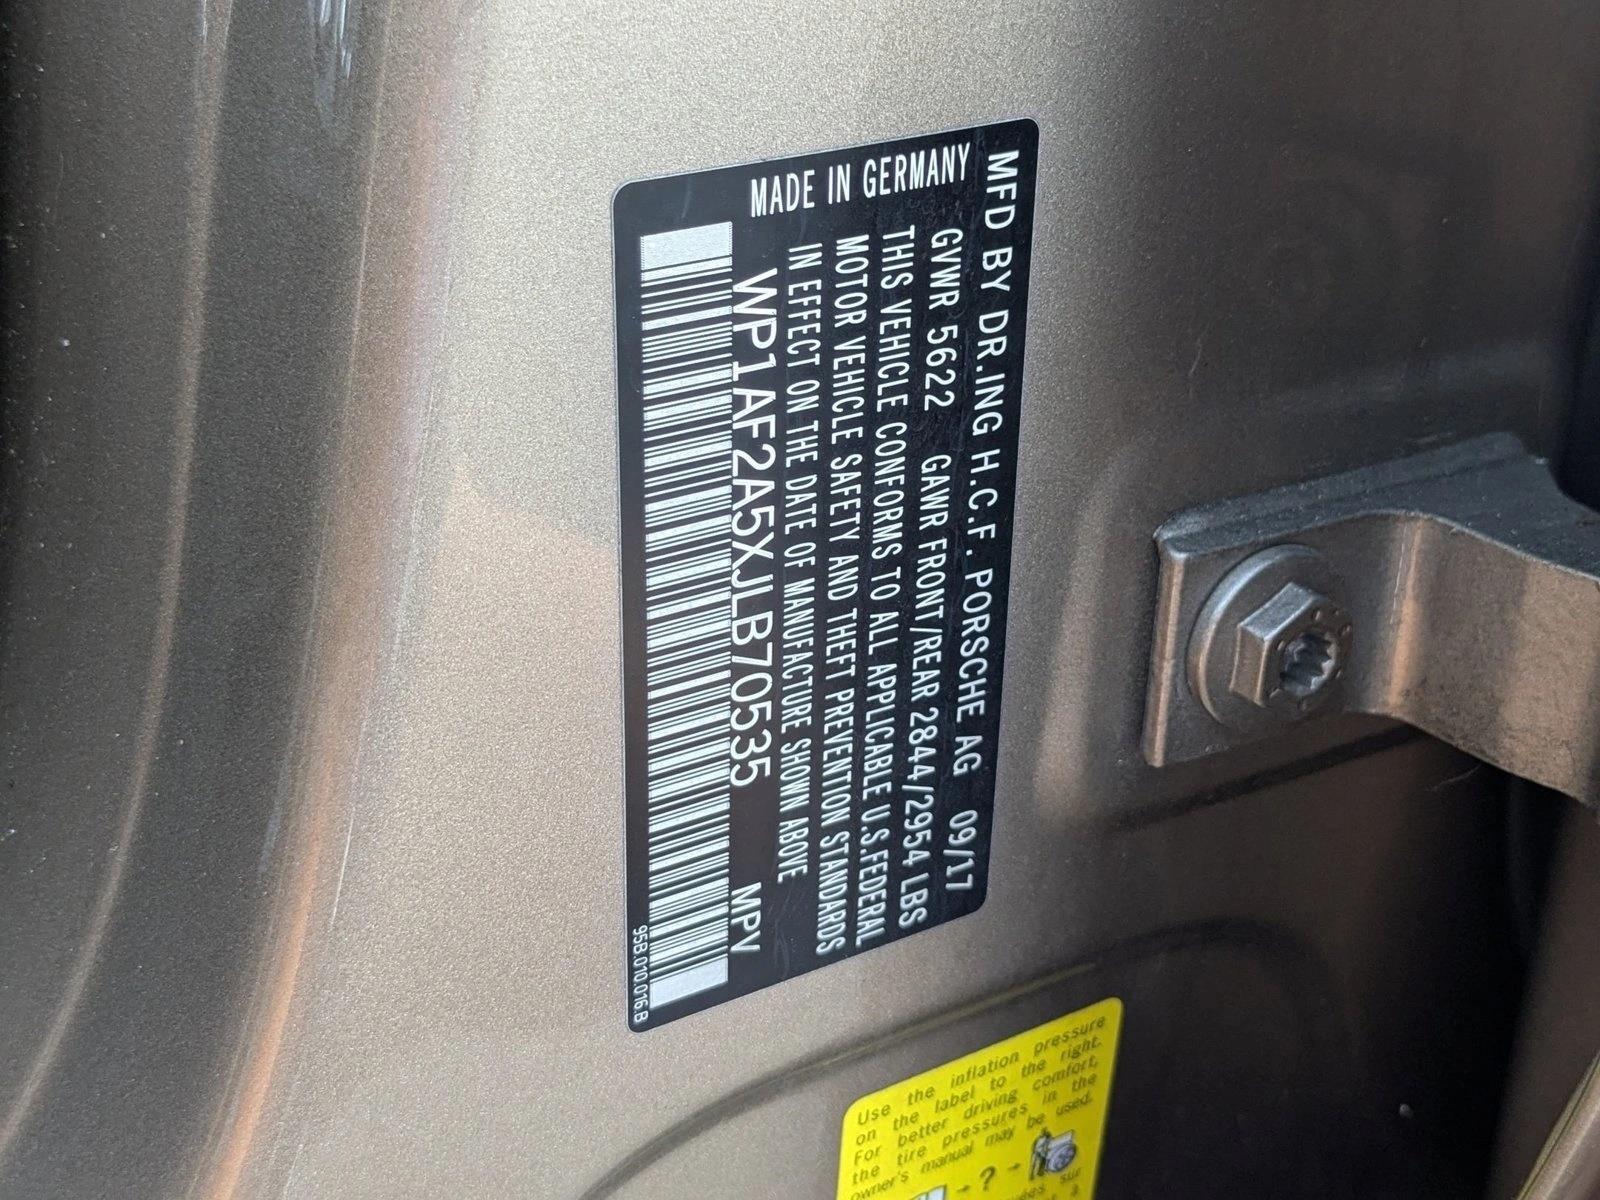 MFD BY DR.ING H.C.F. PORSCHE AG 09/17
GVWR 5622 GAWR FRONT/REAR 2844/2954 LBS
THIS VEHICLE CONFORMS TO ALL APPLICABLE U.S.FEDERAL
MOTOR VEHICLE SAFETY AND THEFT PREVENTION STANDARDS
IN EFFECT ON THE DATE OF MANUFACTURE SHOWN ABOVE
MADE IN GERMANY
WP1AF2A5XJLB70535 MPV
95B.010.016.B
Use the inflation pressure
on the label to the right.
For better driving comfort,
the tire pressures in the
owner's manual may be used.
?